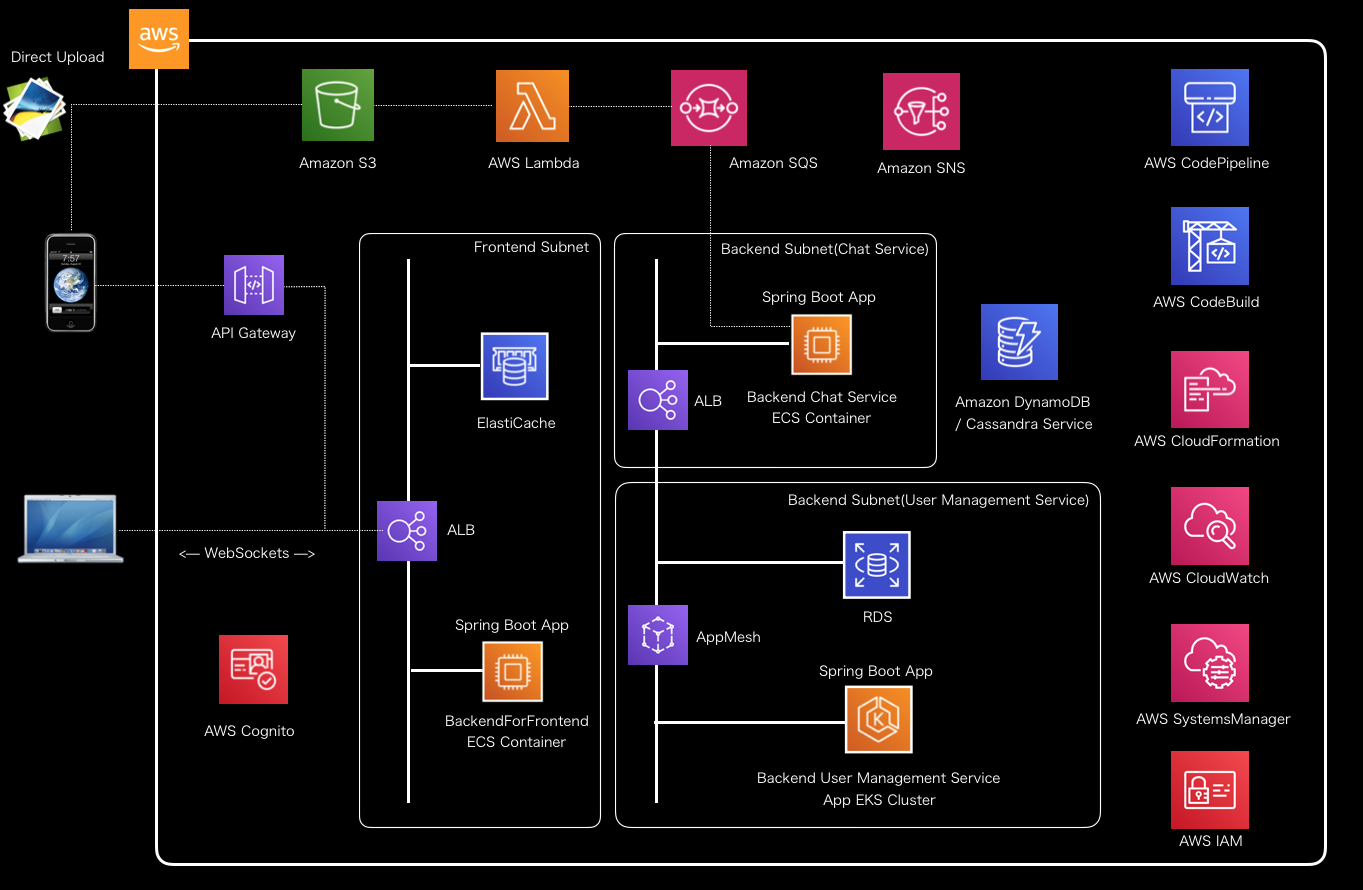 aws
Direct Upload
Amazon S3
AWS Lambda
Amazon SQS
Amazon SNS
AWS CodePipeline
Frontend Subnet
Backend Subnet(Chat Service)
7:57
Spring Boot App
API Gateway
AWS CodeBuild
ElastiCache
ALB
Backend Chat Service
ECS Container
Amazon DynamoDB
/ Cassandra Service
AWS CloudFormation
Backend Subnet(User Management Service)
ALB
<— WebSockets —>
AWS CloudWatch
RDS
Spring Boot App
AppMesh
BackendForFrontend
ECS Container
AWS Cognito
Spring Boot App
K
Backend User Management Service
App EKS Cluster
AWS SystemsManager
AWS IAM